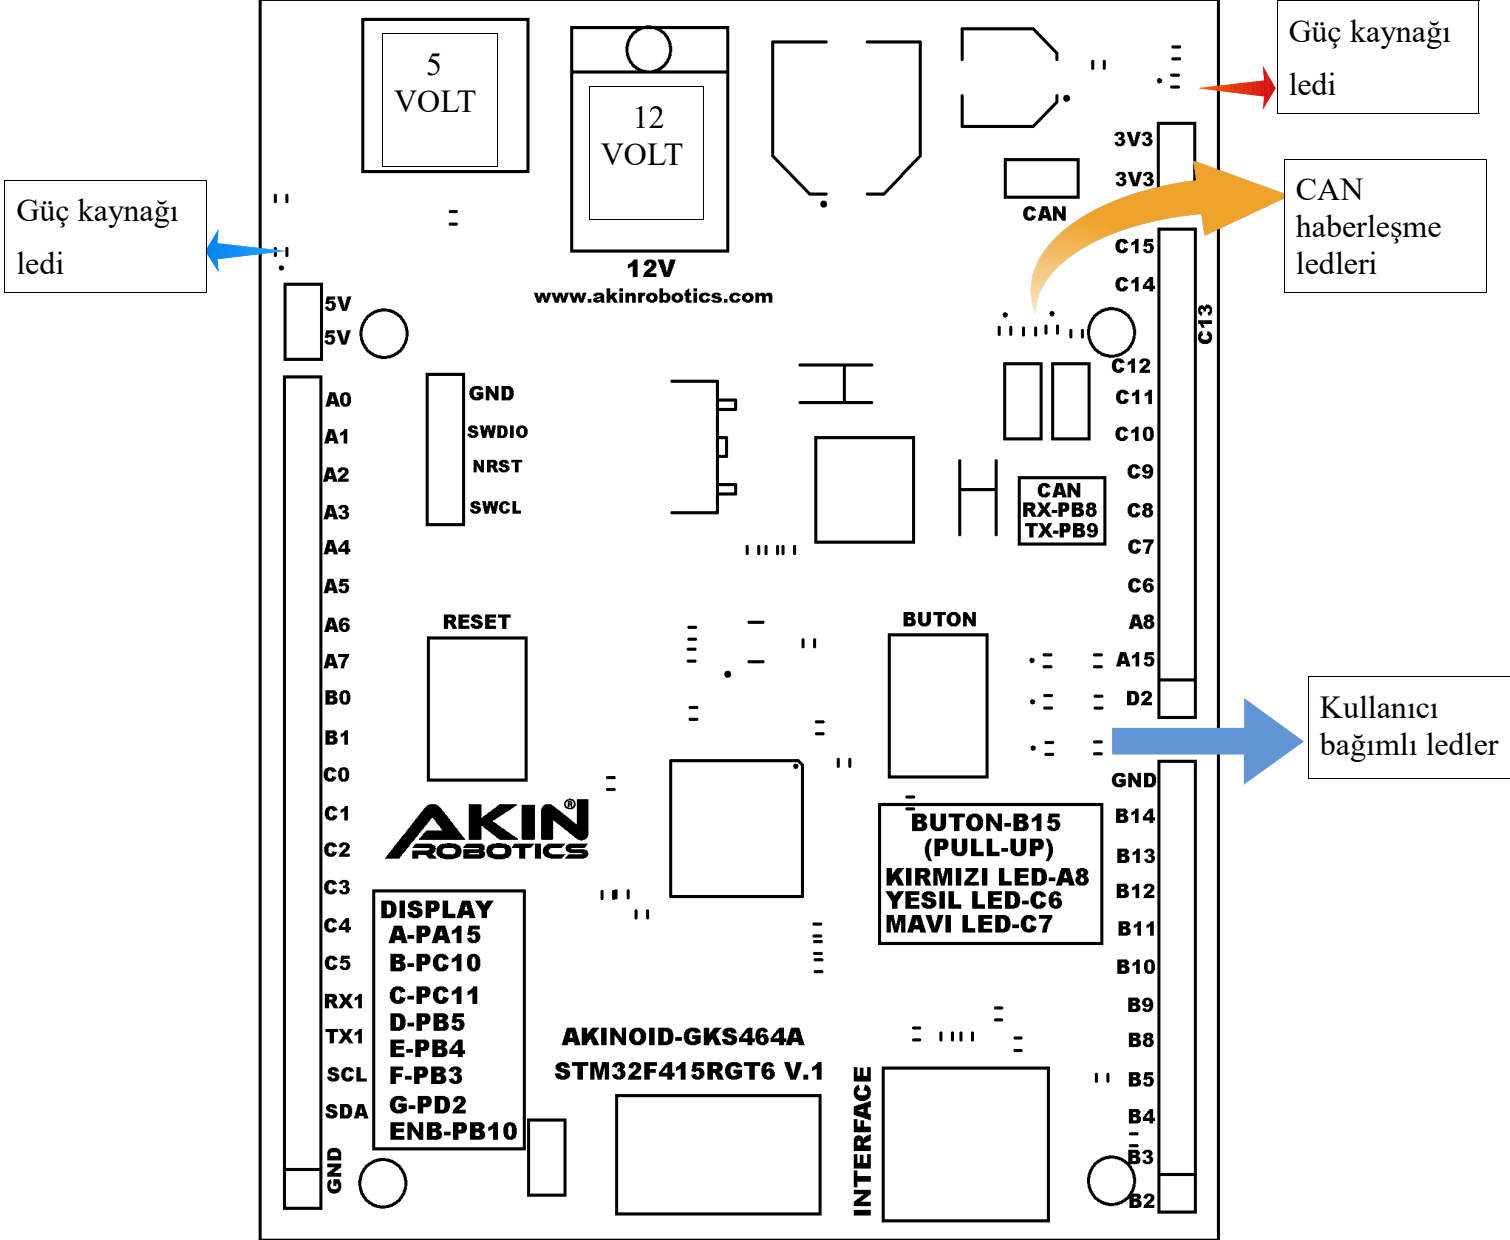 5
VOLT
12
VOLT
12V
www.akinrobotics.com
Güç kaynağı
ledi
Güç kaynağı
ledi
CAN
haberleşme
ledleri
Kullanıcı
bağımlı ledler
3V3
3V3
CAN
C15
C14
C13
C12
C11
C10
C9
C8
C7
C6
A8
A15
D2
GND
B14
B13
B12
B11
B10
B9
B8
B5
B4
B3
B2
5V
5V
A0
A1
A2
A3
A4
A5
A6
A7
B0
B1
C0
C1
C2
C3
C4
C5
RX1
TX1
SCL
SDA
GND
GND
SWDIO
NRST
SWCL
CAN
RX-PB8
TX-PB9
RESET
BUTON
AKIN®
ROBOTICS
BUTON-B15
(PULL-UP)
KIRMIZI LED-A8
YESIL LED-C6
MAVI LED-C7
DISPLAY
A-PA15
B-PC10
C-PC11
D-PB5
E-PB4
F-PB3
G-PD2
ENB-PB10
AKINOID-GKS464A
STM32F415RGT6 V.1
INTERFACE